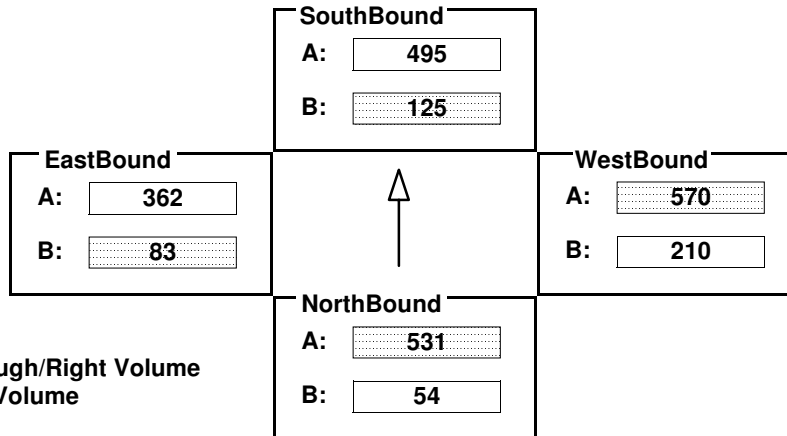 SouthBound
A: 495
B: 125
EastBound
A: 362
B: 83
WestBound
A: 570
B: 210
NorthBound
A: 531
B: 54
ugh/Right Volume
Volume